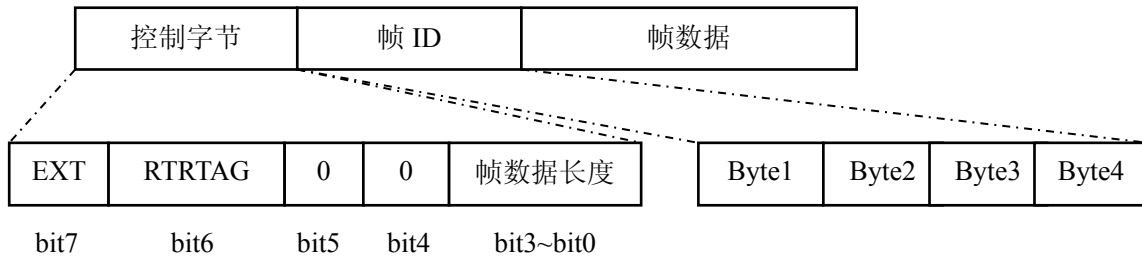 控制字节 帧 ID 帧数据
EXT RTRTAG 0 0 帧数据长度 Byte1 Byte2 Byte3 Byte4
bit7 bit6 bit5 bit4 bit3~bit0